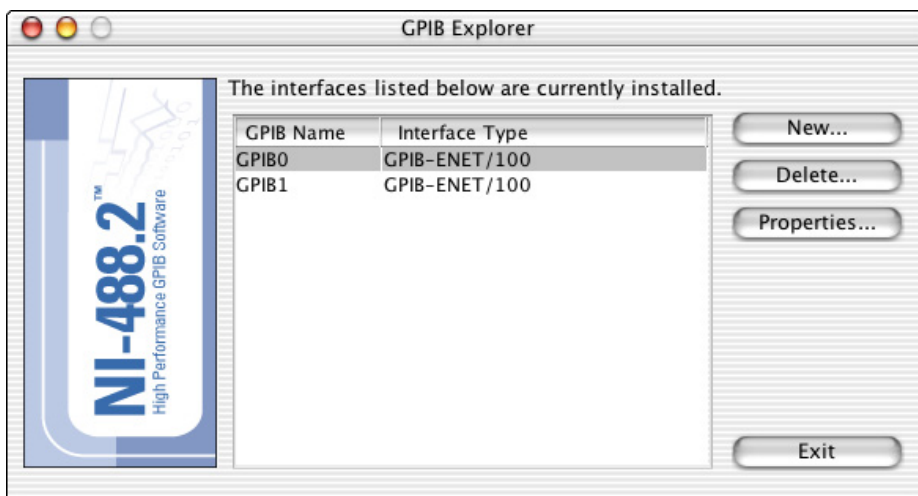 GPIB Explorer
The interfaces listed below are currently installed.
GPIB Name Interface Type
GPIB0 GPIB-ENET/100
GPIB1 GPIB-ENET/100
New...
Delete...
Properties...
Exit
NI-488.2™
High Performance GPIB Software